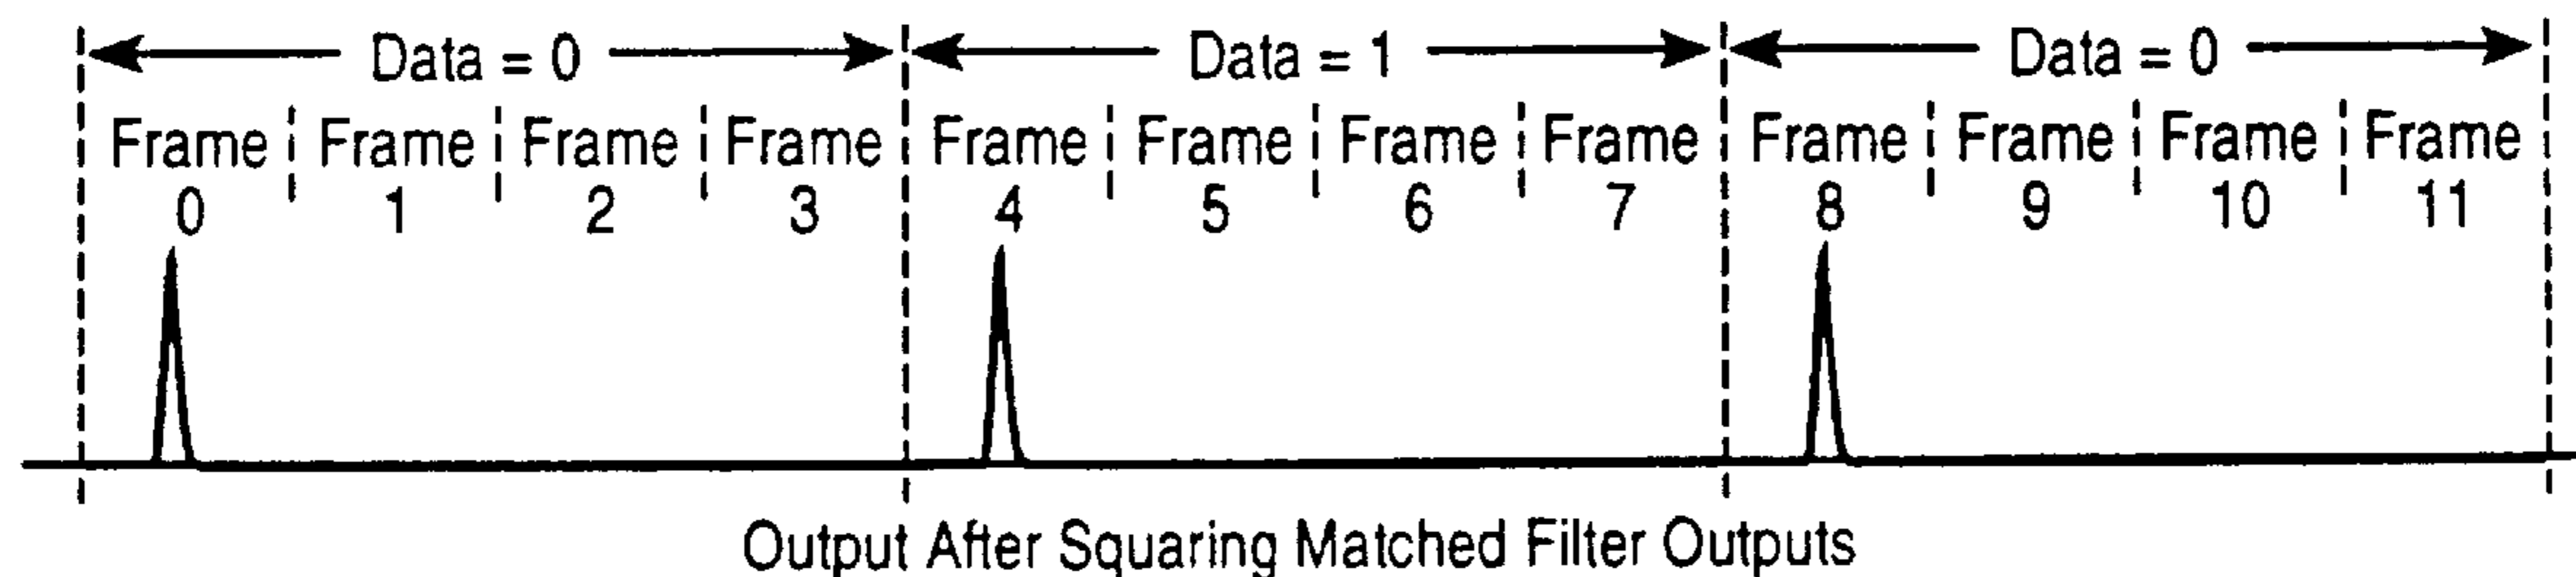 Data = 0 Data = 1 Data = 0
Frame Frame Frame Frame Frame Frame Frame Frame Frame Frame Frame Frame
0 1 2 3 4 5 6 7 8 9 10 11
Output After Squaring Matched Filter Outputs